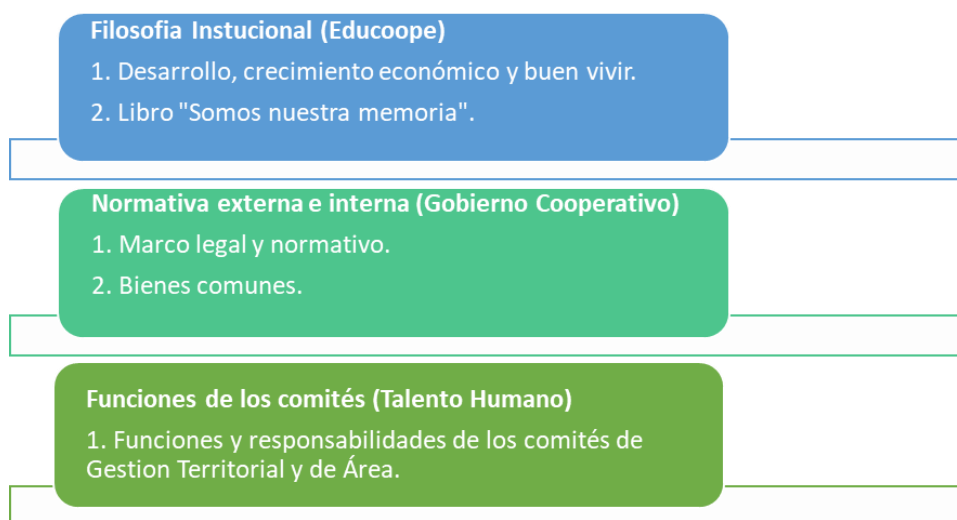 Filosofia Instucional (Educoope)
1. Desarrollo, crecimiento económico y buen vivir.
2. Libro "Somos nuestra memoria".
Normativa externa e interna (Gobierno Cooperativo)
1. Marco legal y normativo.
2. Bienes comunes.
Funciones de los comités (Talento Humano)
1. Funciones y responsabilidades de los comités de
Gestion Territorial y de Área.